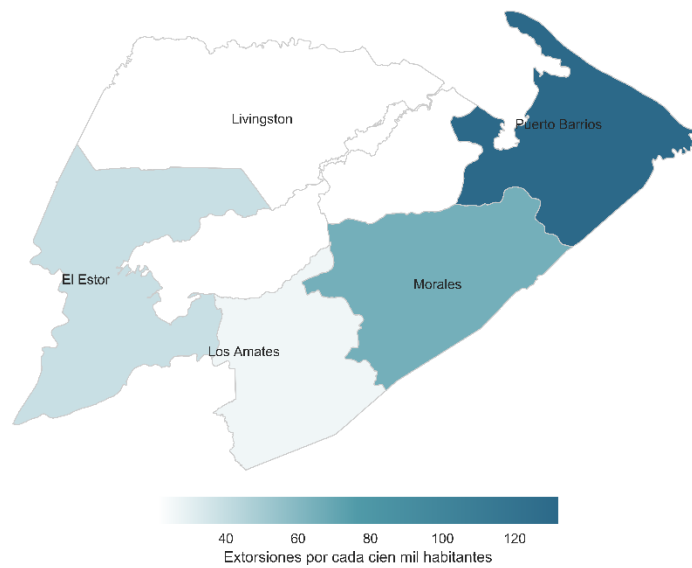 Livingston
Puerto Barrios
El Estor
Morales
Los Amates
40 60 80 100 120
Extorsiones por cada cien mil habitantes